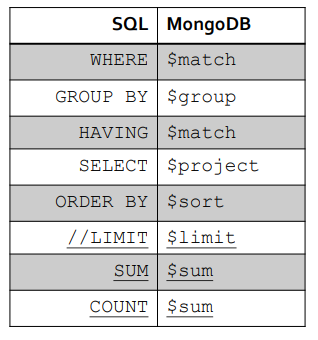 SQL MongoDB
WHERE $match
GROUP BY $group
HAVING $match
SELECT $project
ORDER BY $sort
//LIMIT $limit
SUM $sum
COUNT $sum